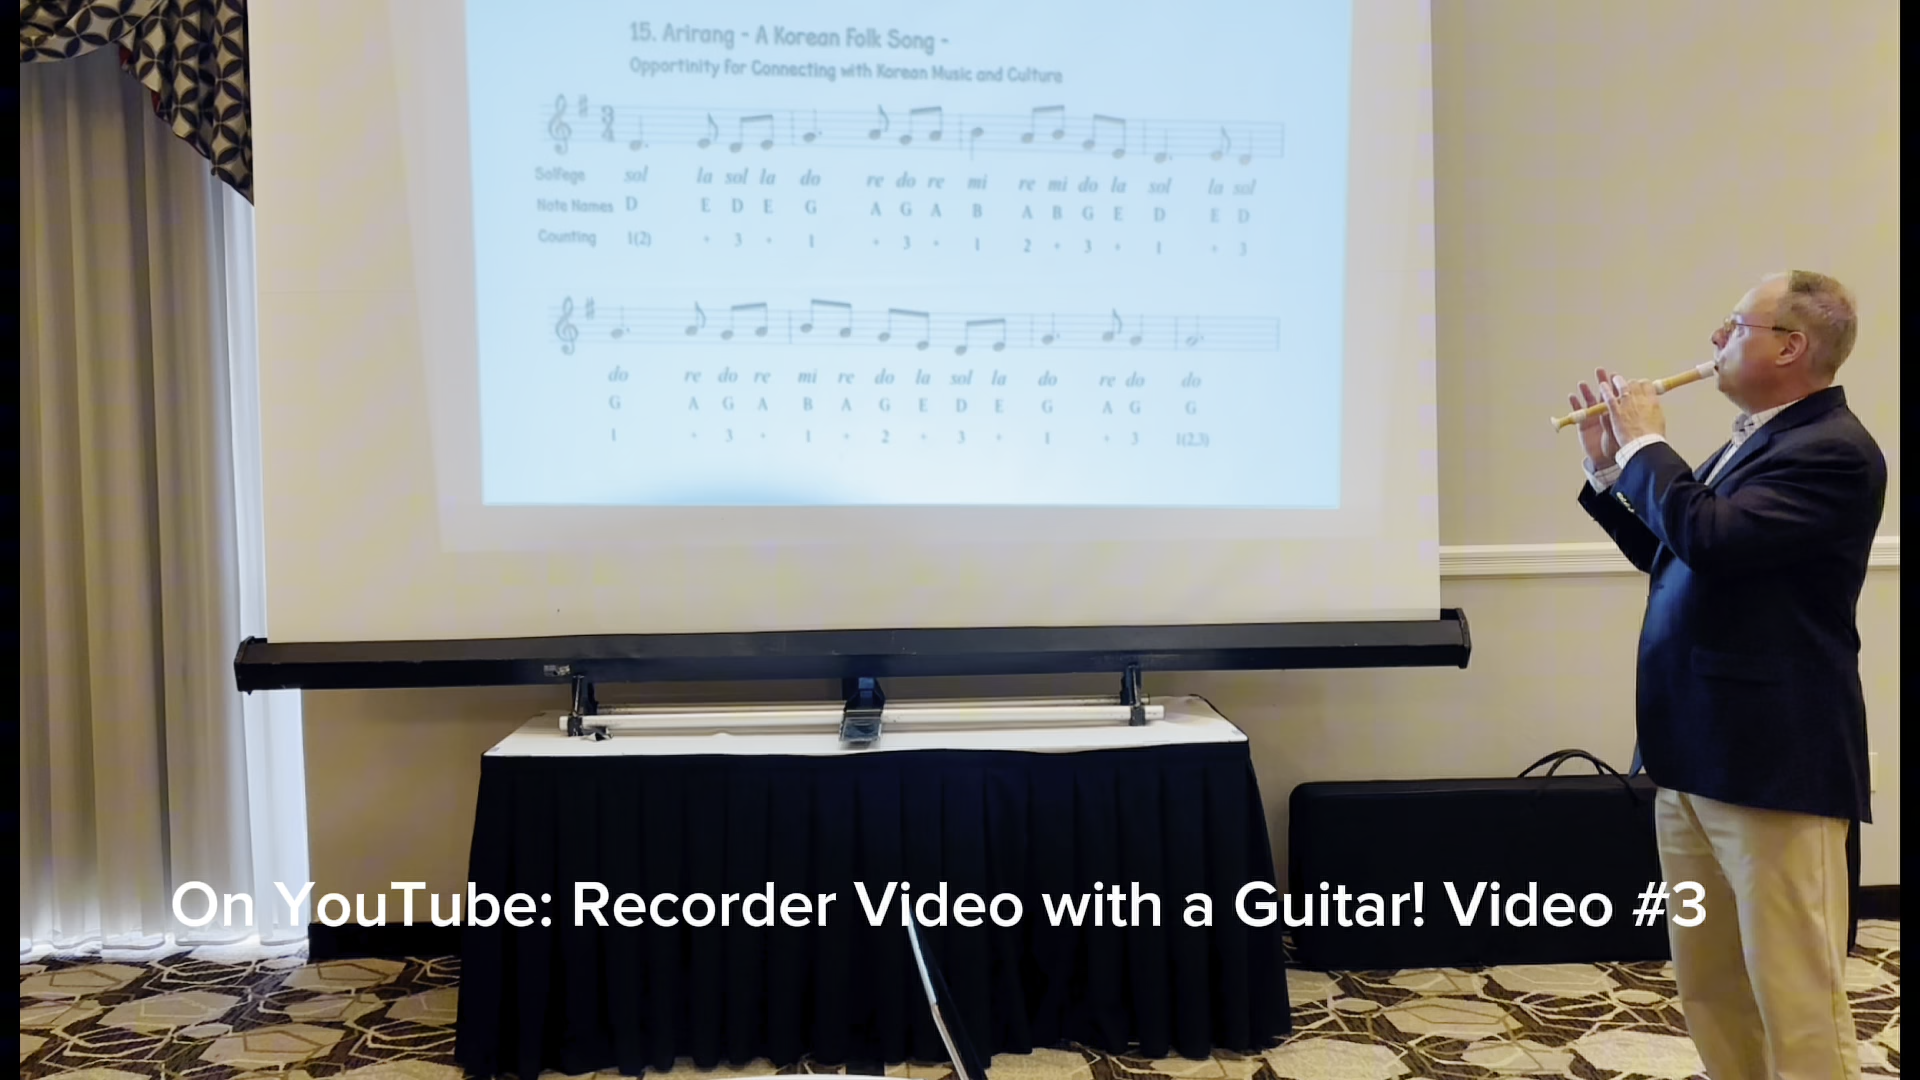 15. Arirang - A Korean Folk Song -
Opportinity for Connecting with Korean Music and Culture
3
4
Solfege sol la sol la do re do re mi re mi do la sol la sol
Note Names D E D E G A G A B A B G E D E D
Counting 1(2) + 3 + 1 + 3 + 1 2 + 3 + 1 + 3
do re do re mi re do la sol la do re do do
G A G A B A G E D E G A G G
1 + 3 + 1 + 2 + 3 + 1 + 3 1(2,3)
On YouTube: Recorder Video with a Guitar! Video #3